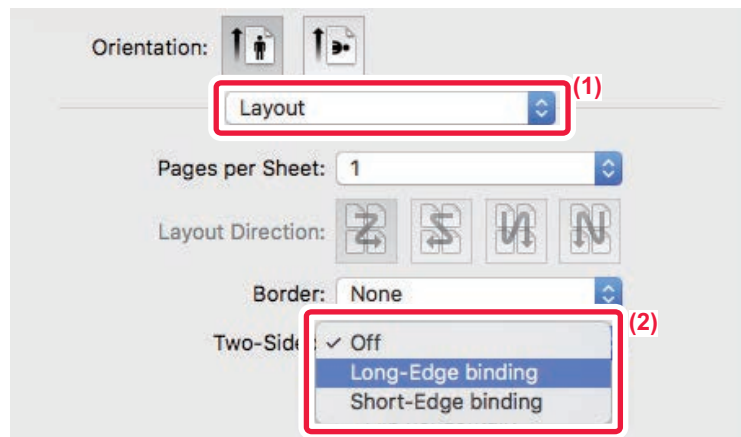 Orientation:
(1)
Layout
Pages per Sheet: 1
Layout Direction:
Border: None
(2)
Two-Side ✓ Off
Long-Edge binding
Short-Edge binding